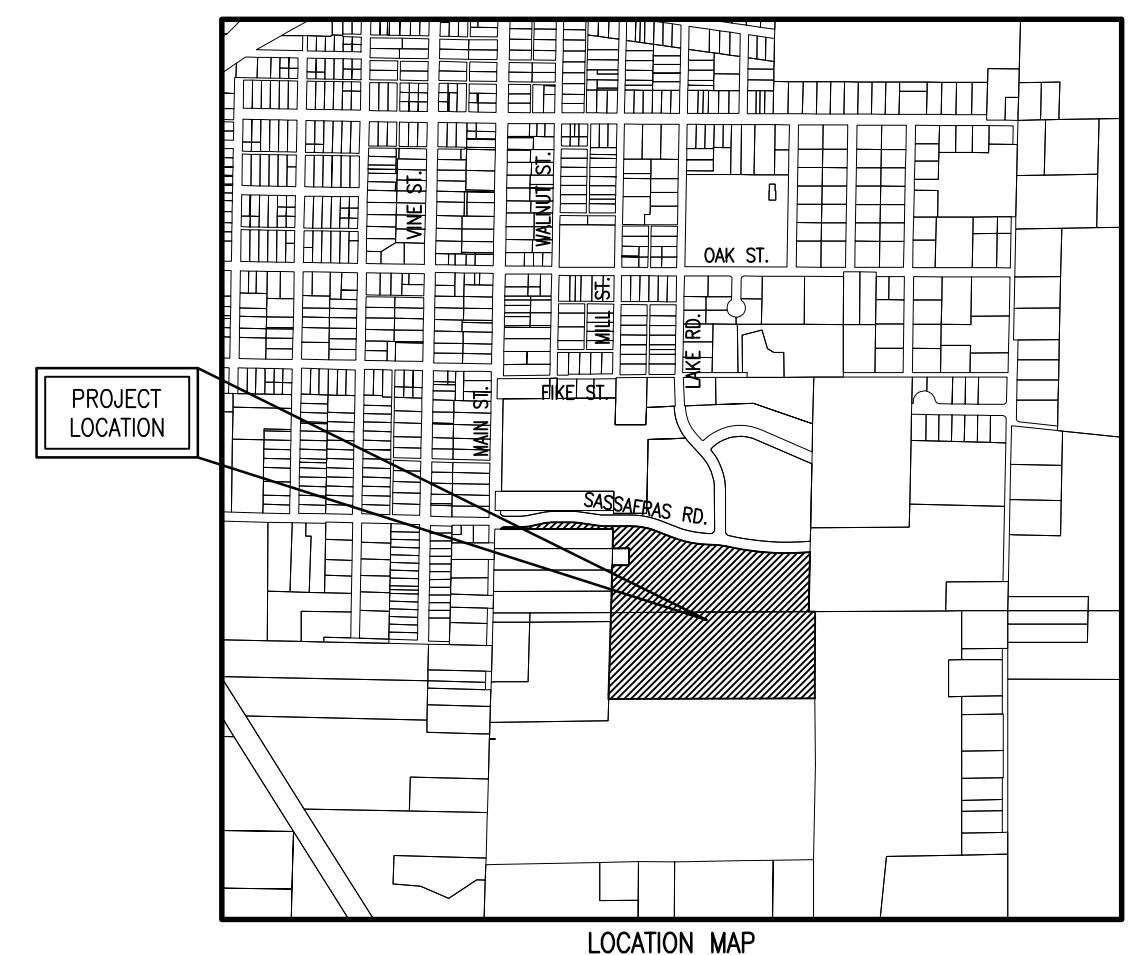 VINE ST.
WALNUT ST.
OAK ST.
MILL ST.
LAKE RD.
PROJECT
LOCATION
FIKE ST.
MAIN ST.
SASSAFRAS RD.
LOCATION MAP